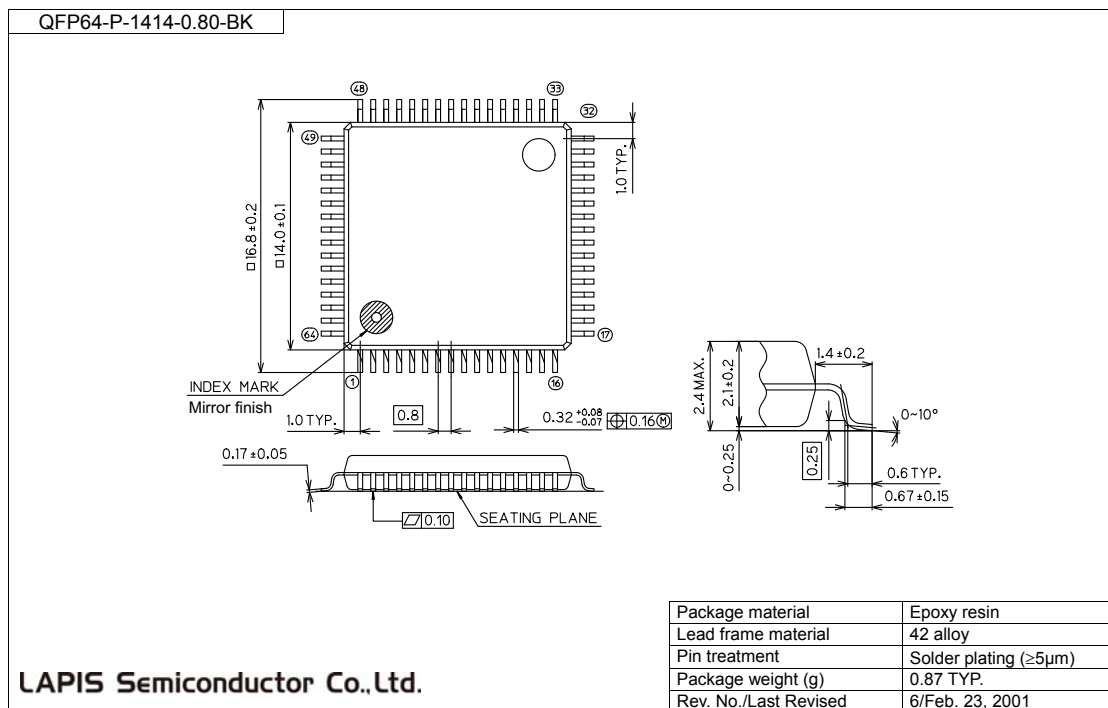 QFP64-P-1414-0.80-BK
48
33
32
49
1.0 TYP.
□16.8±0.2
□14.0±0.1
64
17
1
16
INDEX MARK
Mirror finish
1.0 TYP.
0.8
0.32 +0.08 -0.07
⌖ 0.16Ⓜ
0.17±0.05
⏥ 0.10
SEATING PLANE
2.4 MAX.
2.1±0.2
1.4±0.2
0~10°
0~0.25
0.25
0.6 TYP.
0.67±0.15
Package material Epoxy resin
Lead frame material 42 alloy
Pin treatment Solder plating (≥5μm)
Package weight (g) 0.87 TYP.
Rev. No./Last Revised 6/Feb. 23, 2001
LAPIS Semiconductor Co.,Ltd.